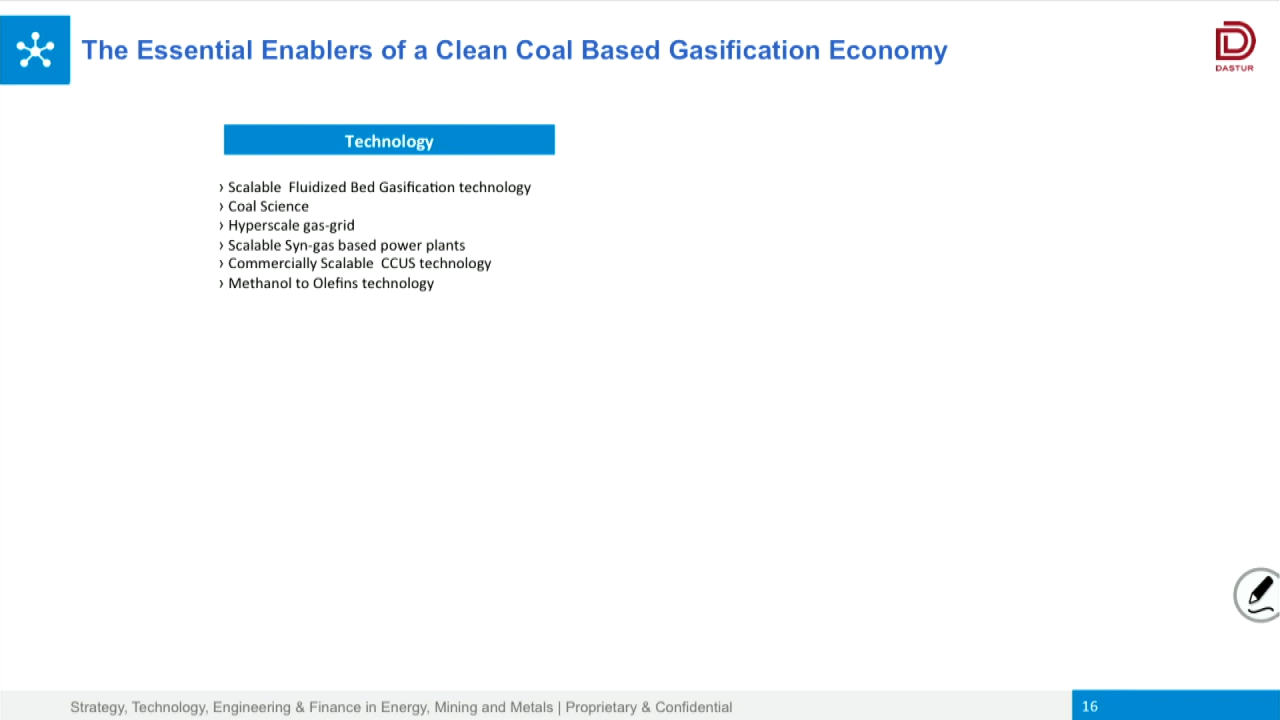 The Essential Enablers of a Clean Coal Based Gasification Economy
DASTUR
Technology
› Scalable  Fluidized Bed Gasification technology
› Coal Science
› Hyperscale gas-grid
› Scalable Syn-gas based power plants
› Commercially Scalable  CCUS technology
› Methanol to Olefins technology
Strategy, Technology, Engineering & Finance in Energy, Mining and Metals | Proprietary & Confidential
16